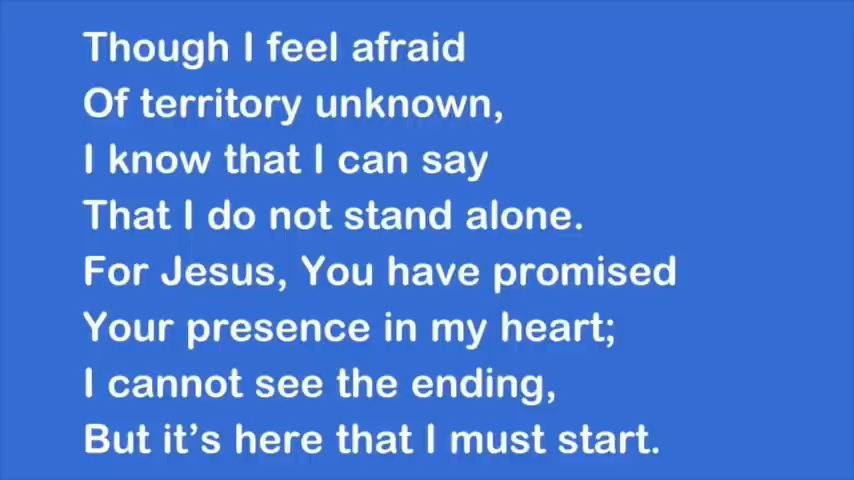 Though I feel afraid
Of territory unknown,
I know that I can say
That I do not stand alone.
For Jesus, You have promised
Your presence in my heart;
I cannot see the ending,
But it’s here that I must start.